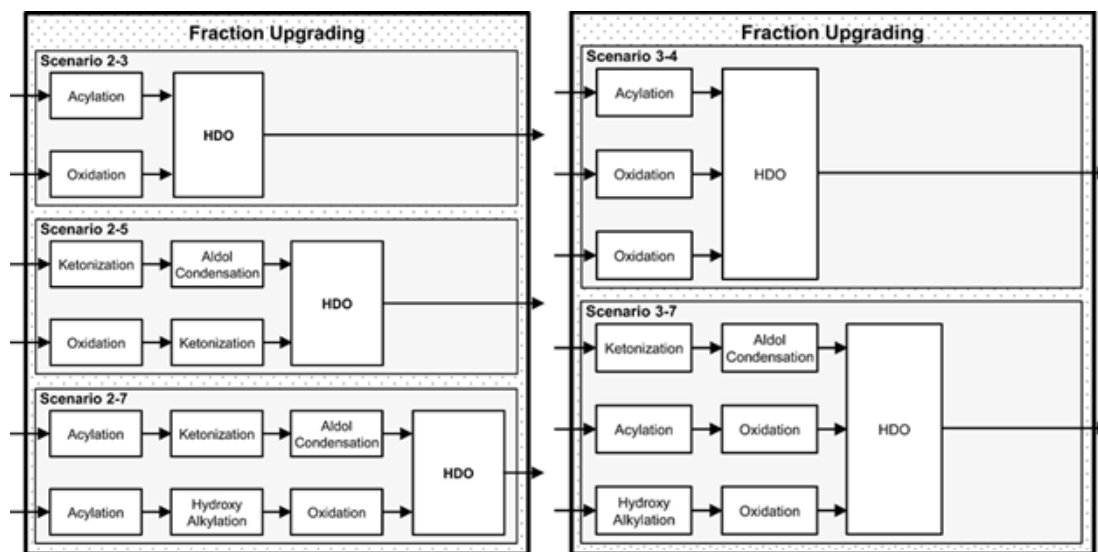 Fraction Upgrading
Scenario 2-3
Acylation
HDO
Oxidation
Scenario 2-5
Ketonization
Aldol
Condensation
HDO
Oxidation
Ketonization
Scenario 2-7
Acylation
Ketonization
Aldol
Condensation
HDO
Acylation
Hydroxy
Alkylation
Oxidation
Fraction Upgrading
Scenario 3-4
Acylation
Oxidation
HDO
Oxidation
Scenario 3-7
Ketonization
Aldol
Condensation
Acylation
Oxidation
HDO
Hydroxy
Alkylation
Oxidation